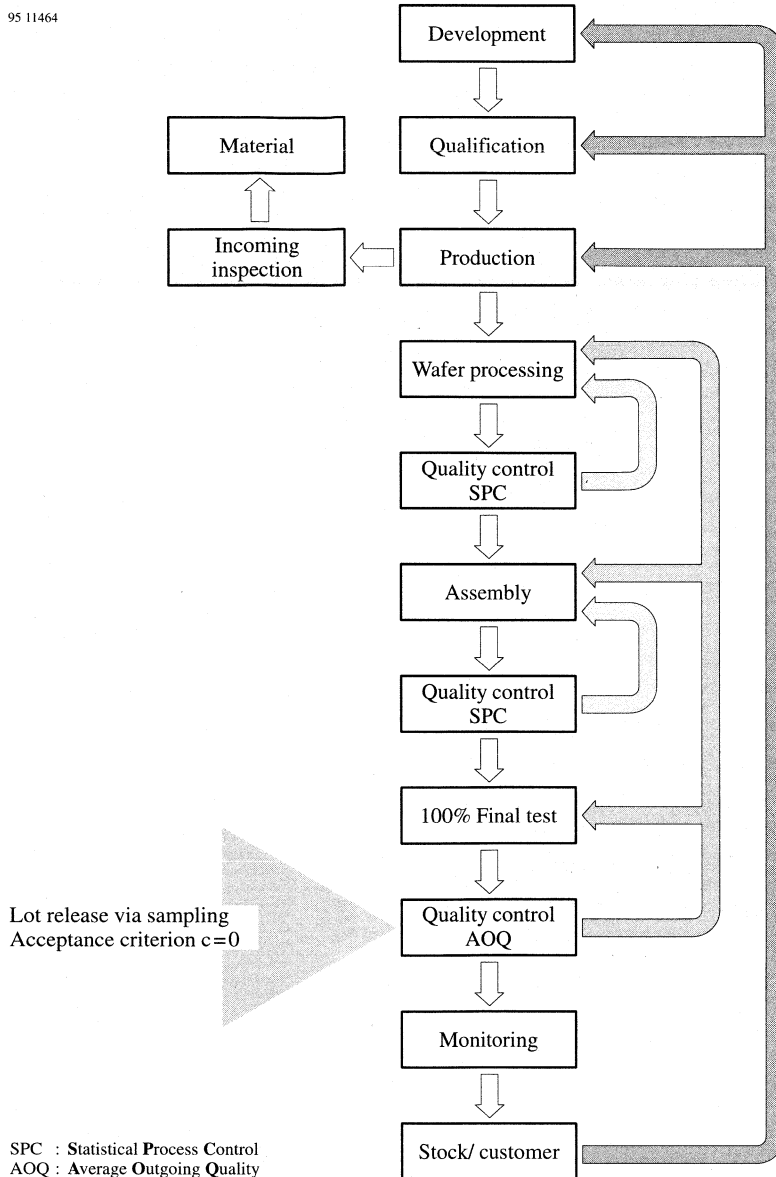 95 11464
Development
Material
Qualification
Incoming
inspection
Production
Wafer processing
Quality control
SPC
Assembly
Quality control
SPC
100% Final test
Lot release via sampling
Acceptance criterion c=0
Quality control
AOQ
Monitoring
Stock/ customer
SPC : Statistical Process Control
AOQ : Average Outgoing Quality